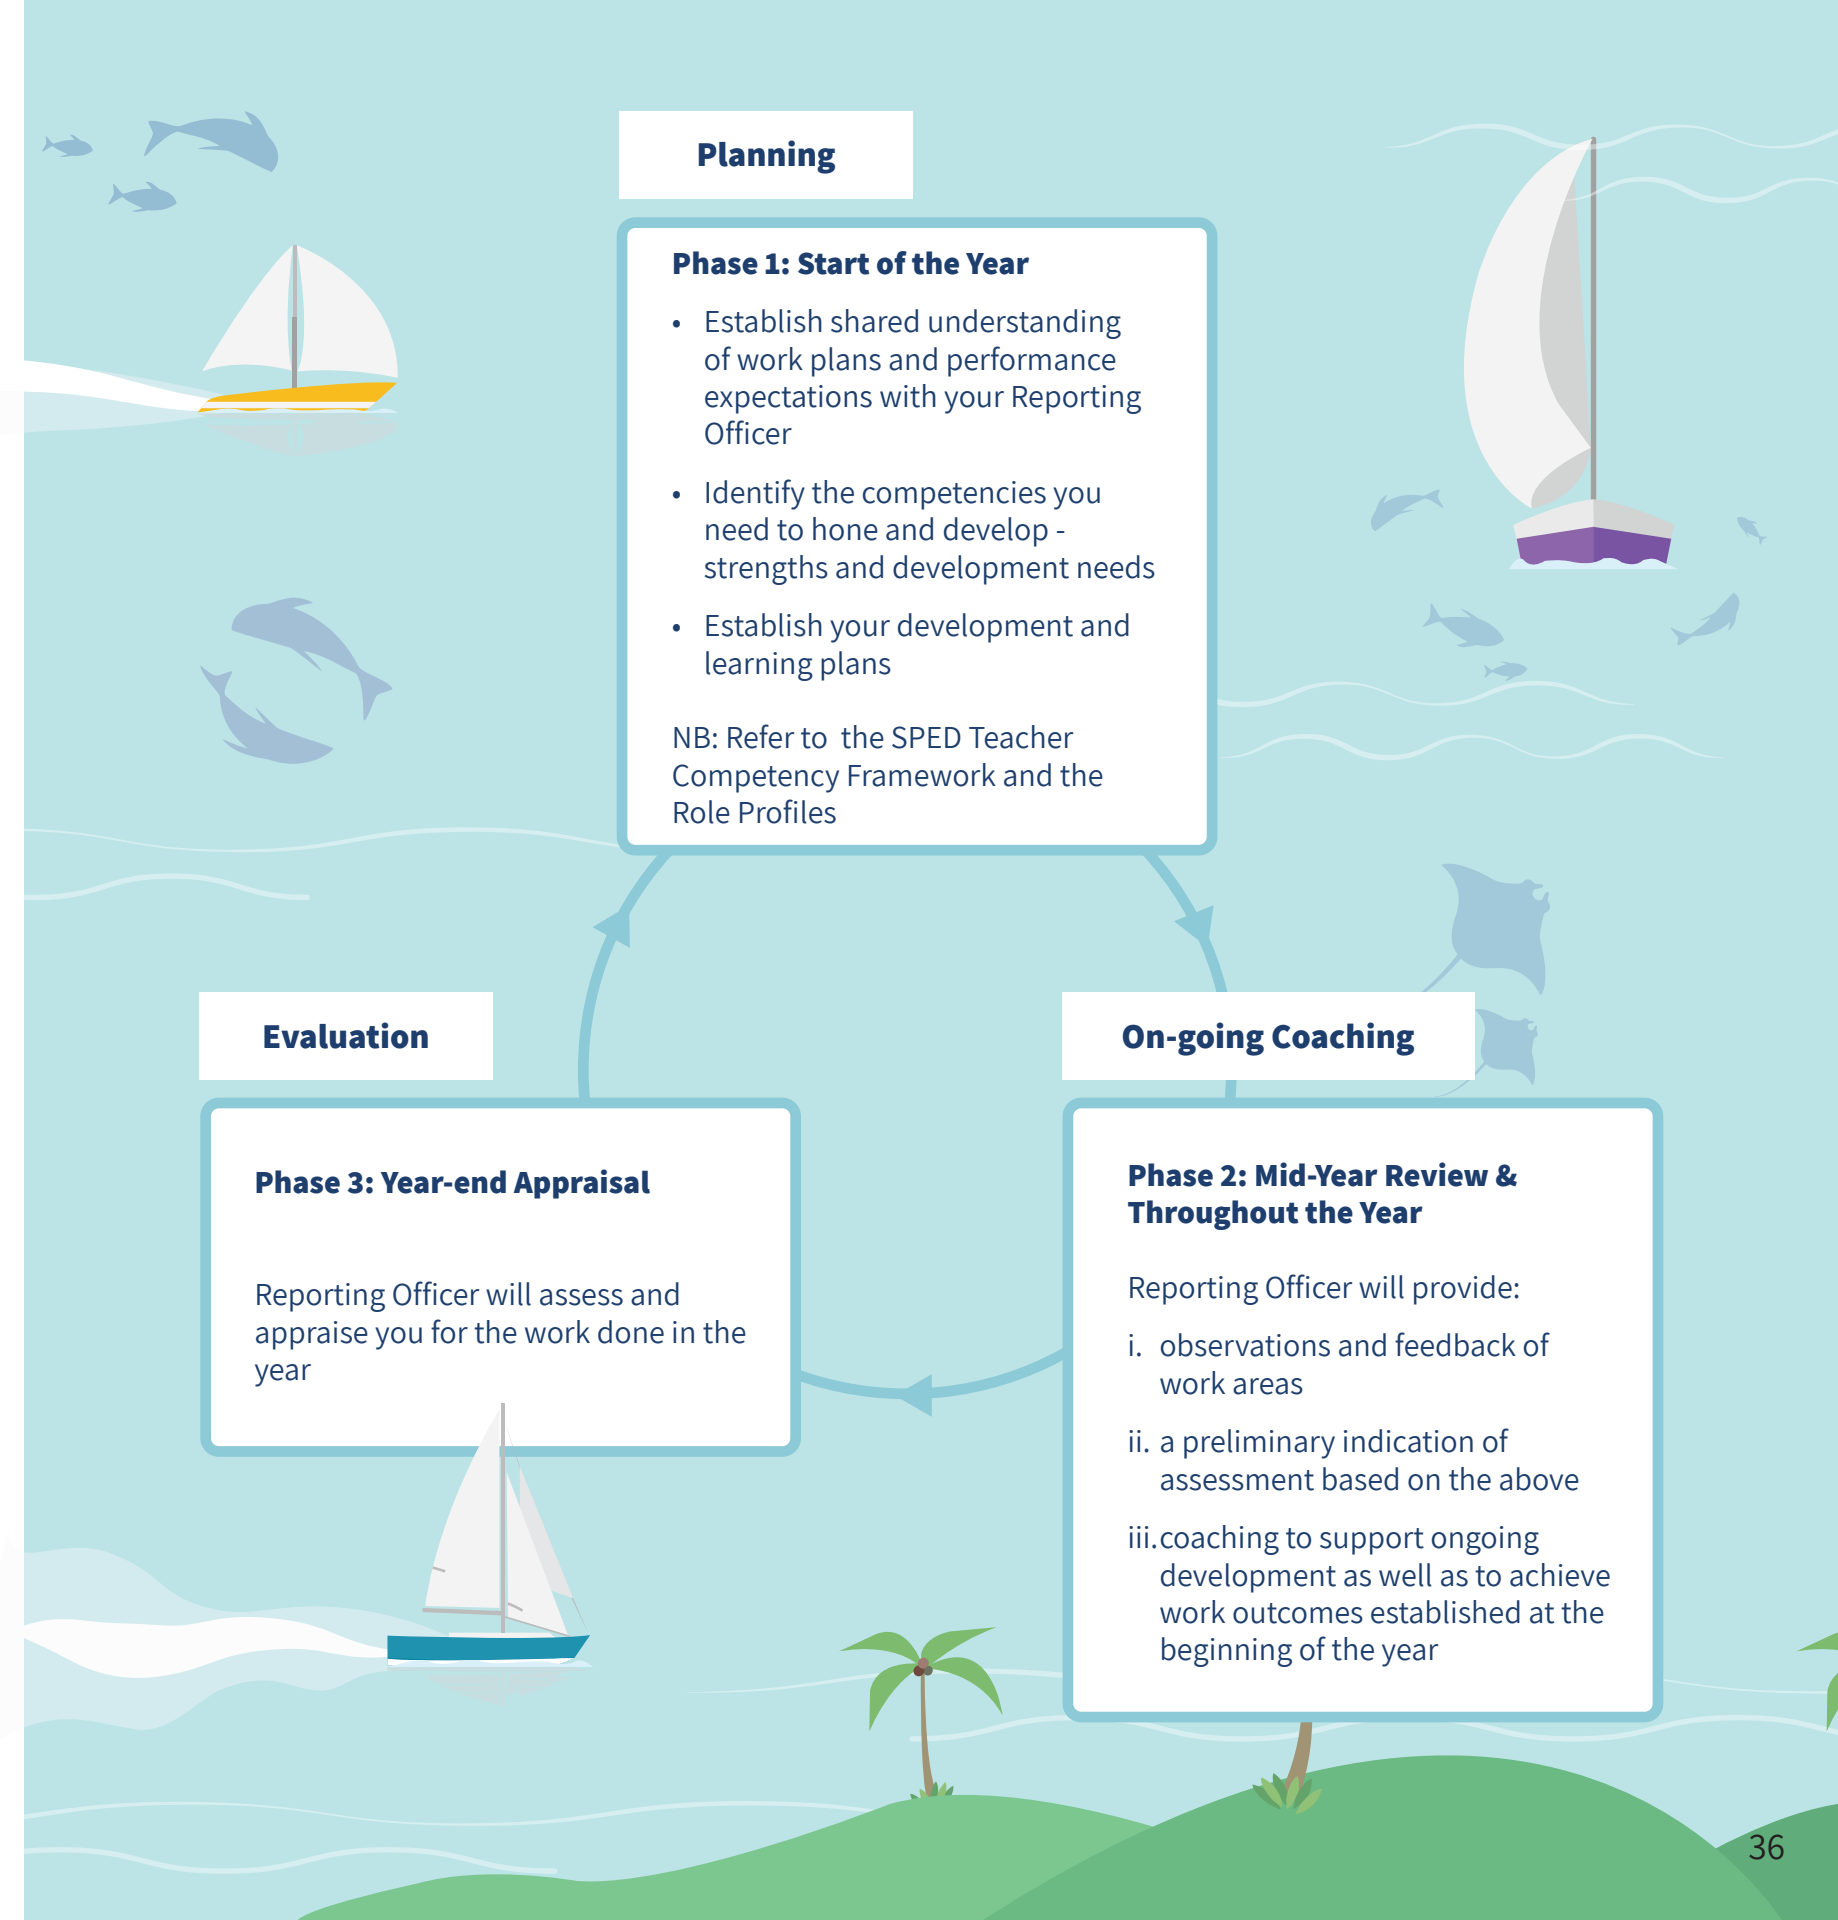 Planning
Phase 1: Start of the Year
• Establish shared understanding
of work plans and performance
expectations with your Reporting
Officer
• Identify the competencies you
need to hone and develop -
strengths and development needs
• Establish your development and
learning plans
NB: Refer to  the SPED Teacher
Competency Framework and the
Role Profiles
Evaluation
Phase 3: Year-end Appraisal
Reporting Officer will assess and
appraise you for the work done in the
year
On-going Coaching
Phase 2: Mid-Year Review &
Throughout the Year
Reporting Officer will provide:
i. observations and feedback of
work areas
ii. a preliminary indication of
assessment based on the above
iii.coaching to support ongoing
development as well as to achieve
work outcomes established at the
beginning of the year
36